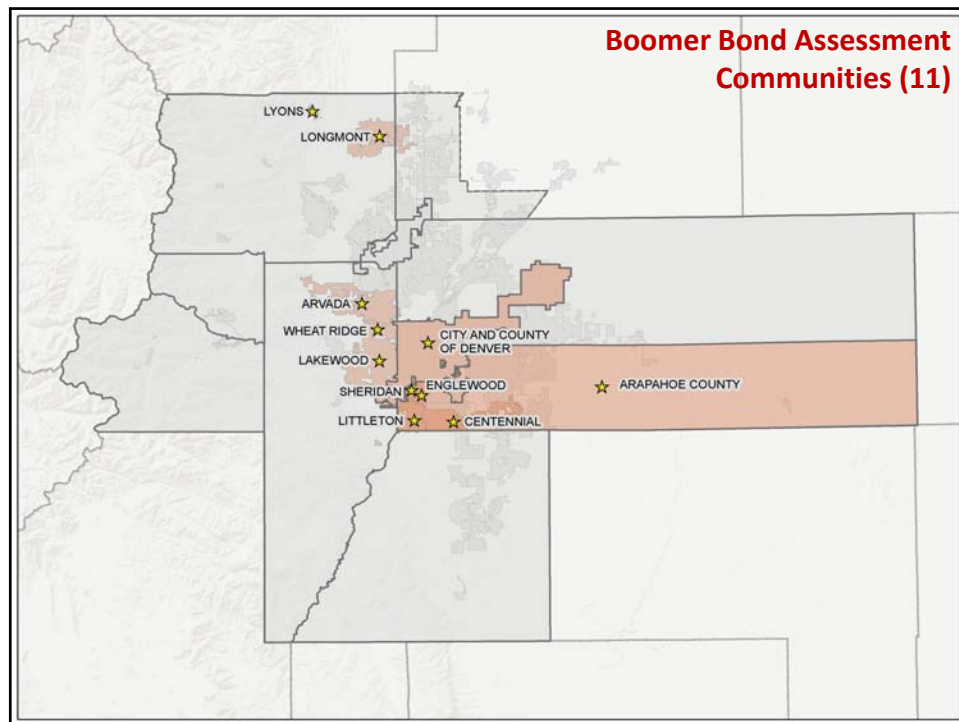 Boomer Bond Assessment
Communities (11)
LYONS
LONGMONT
ARVADA
WHEAT RIDGE
CITY AND COUNTY
OF DENVER
LAKEWOOD
ENGLEWOOD
SHERIDAN
ARAPAHOE COUNTY
LITTLETON
CENTENNIAL